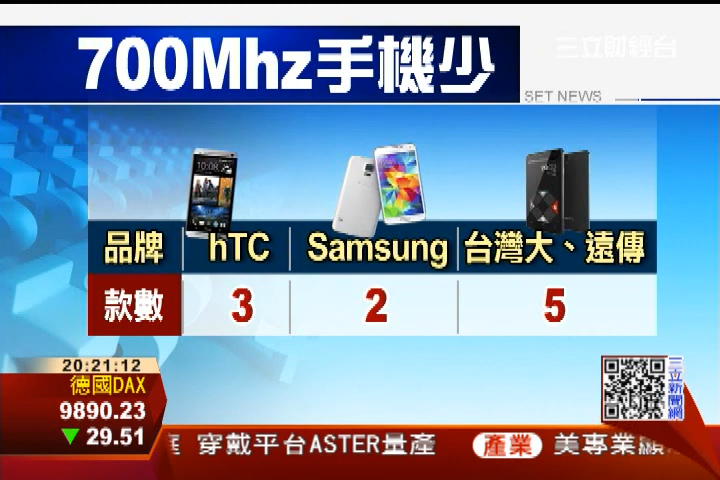 700Mhz手機少
三立財經台
SET NEWS
品牌 hTC Samsung 台灣大、遠傳
款數 3 2 5
20:21:12
德國DAX
9890.23
▼ 29.51
三立新聞網
穿戴平台ASTER量產 產業 美專業顯